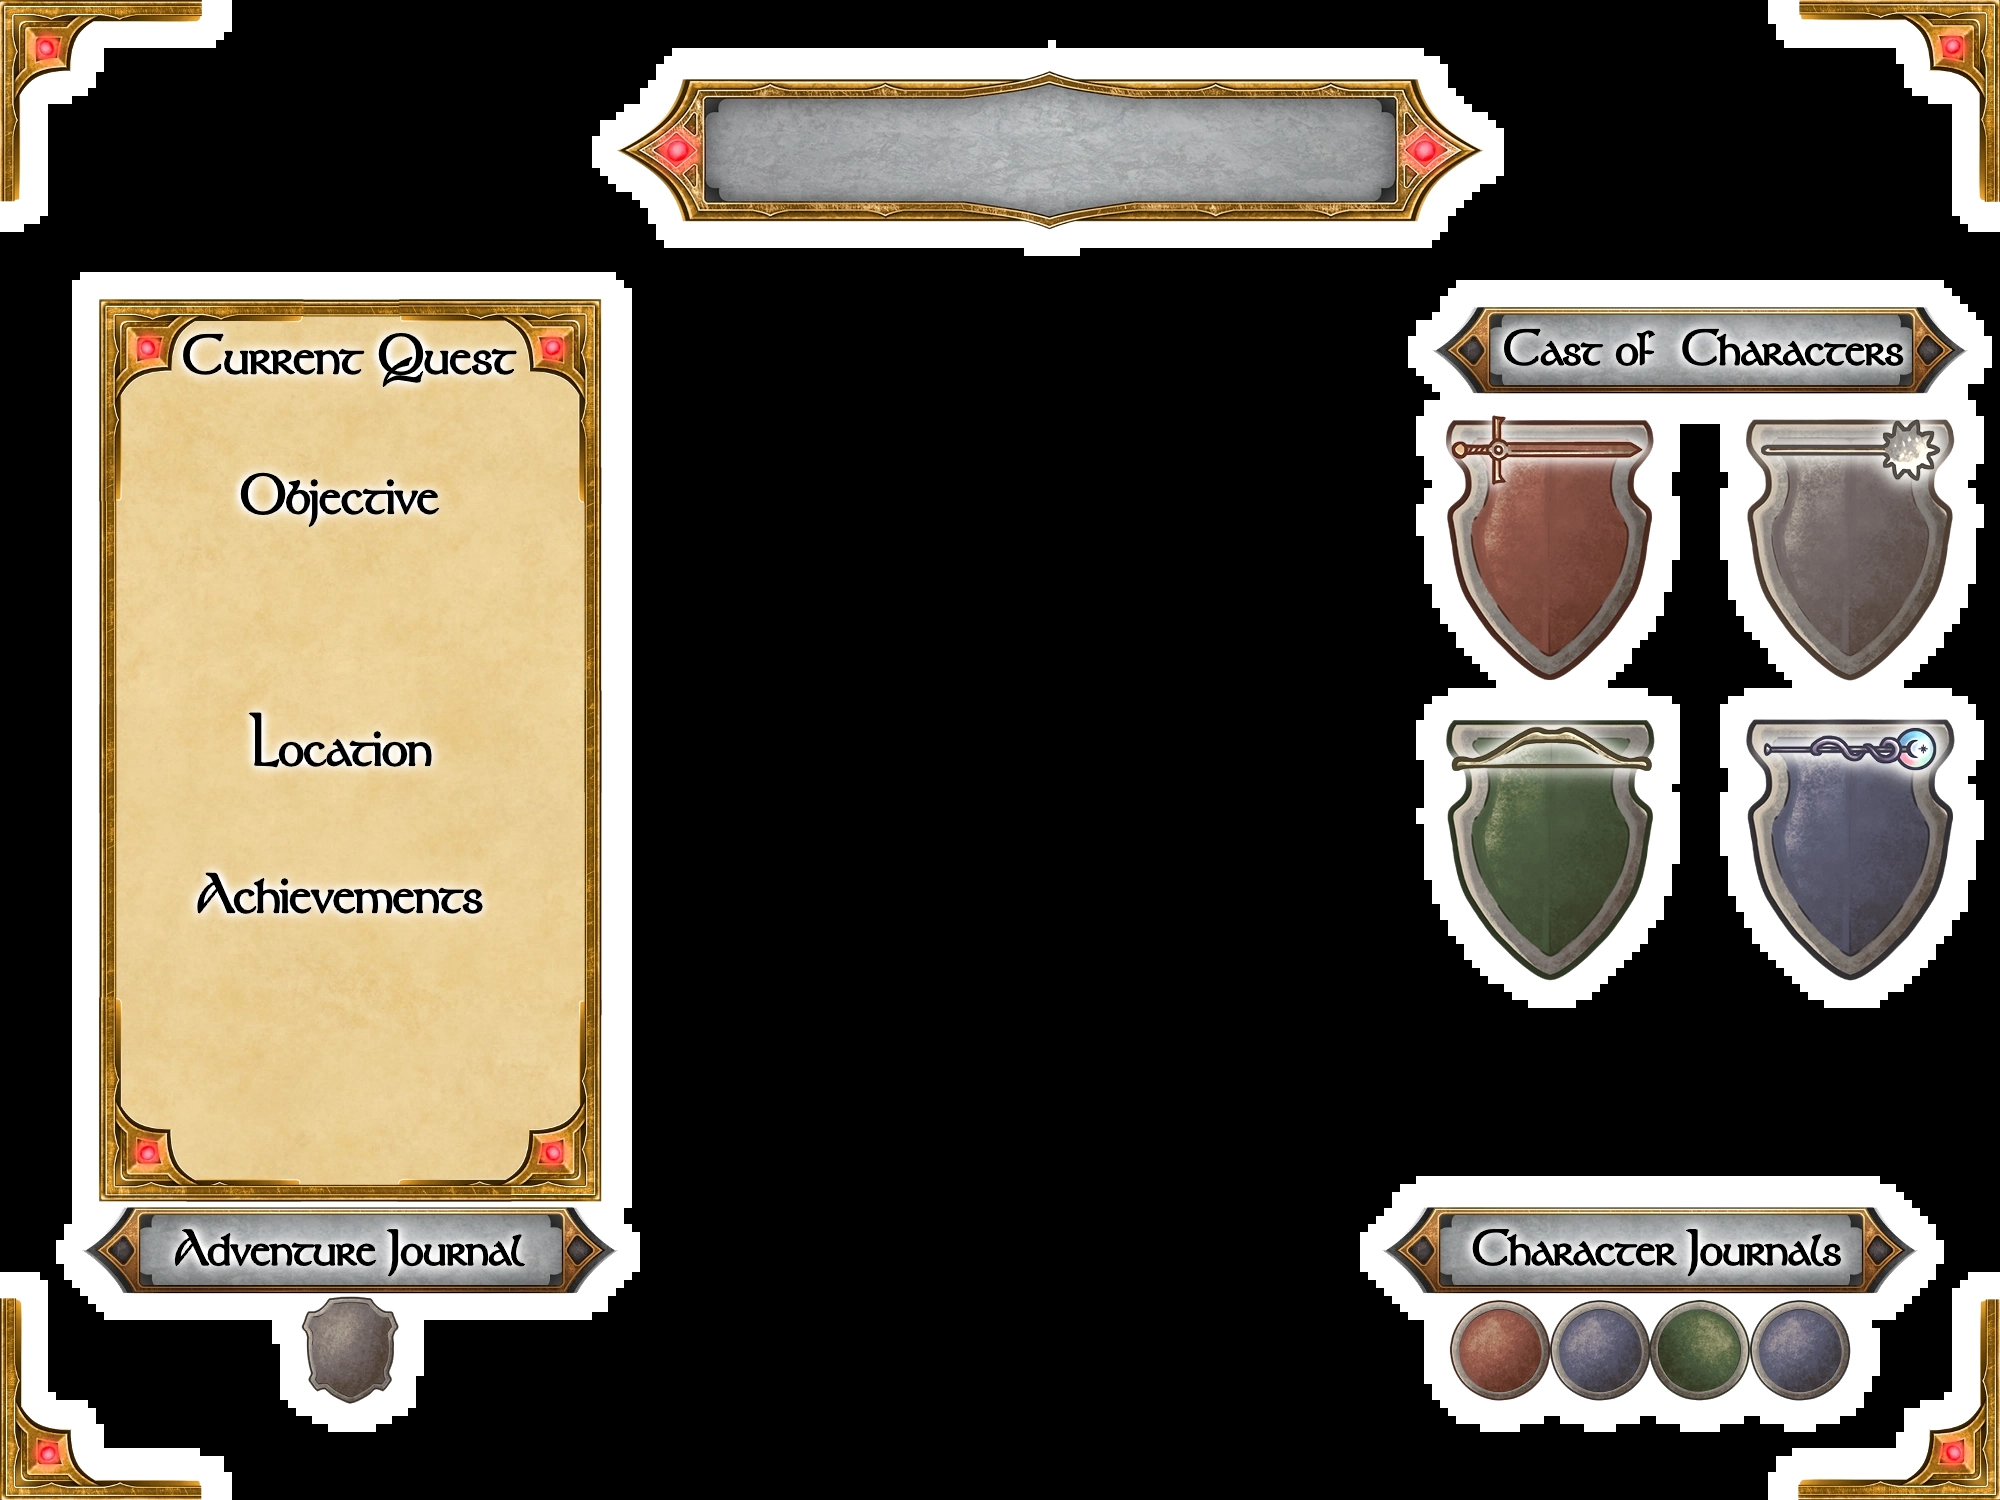 Current Quest
Objective
Location
Achievements
Adventure Journal
Cast of Characters
Character Journals